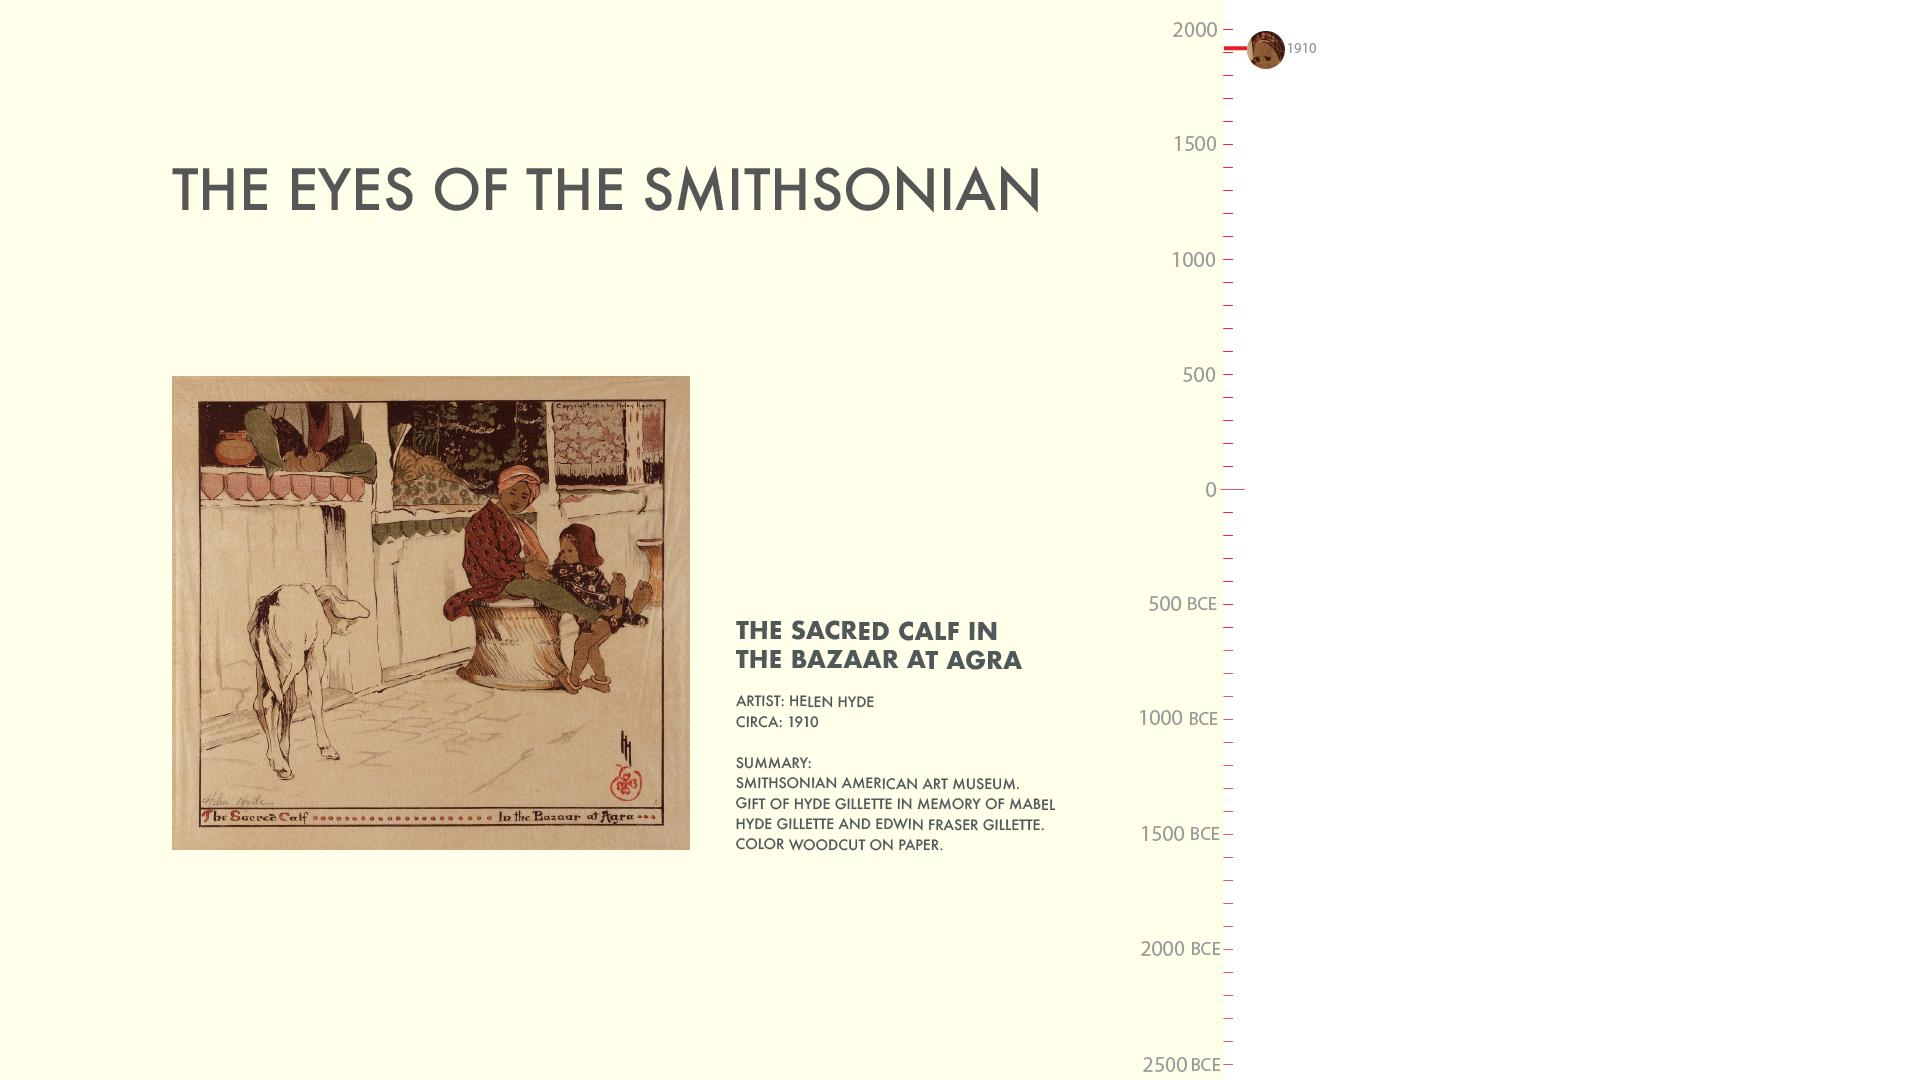 THE EYES OF THE SMITHSONIAN
Copyright 1910 by Helen Hyde.
Helen Hyde
The Sacred Calf In the Bazaar at Agra
THE SACRED CALF IN
THE BAZAAR AT AGRA
ARTIST: HELEN HYDE
CIRCA: 1910
SUMMARY:
SMITHSONIAN AMERICAN ART MUSEUM.
GIFT OF HYDE GILLETTE IN MEMORY OF MABEL
HYDE GILLETTE AND EDWIN FRASER GILLETTE.
COLOR WOODCUT ON PAPER.
2000
1910
1500
1000
500
0
500 BCE
1000 BCE
1500 BCE
2000 BCE
2500 BCE